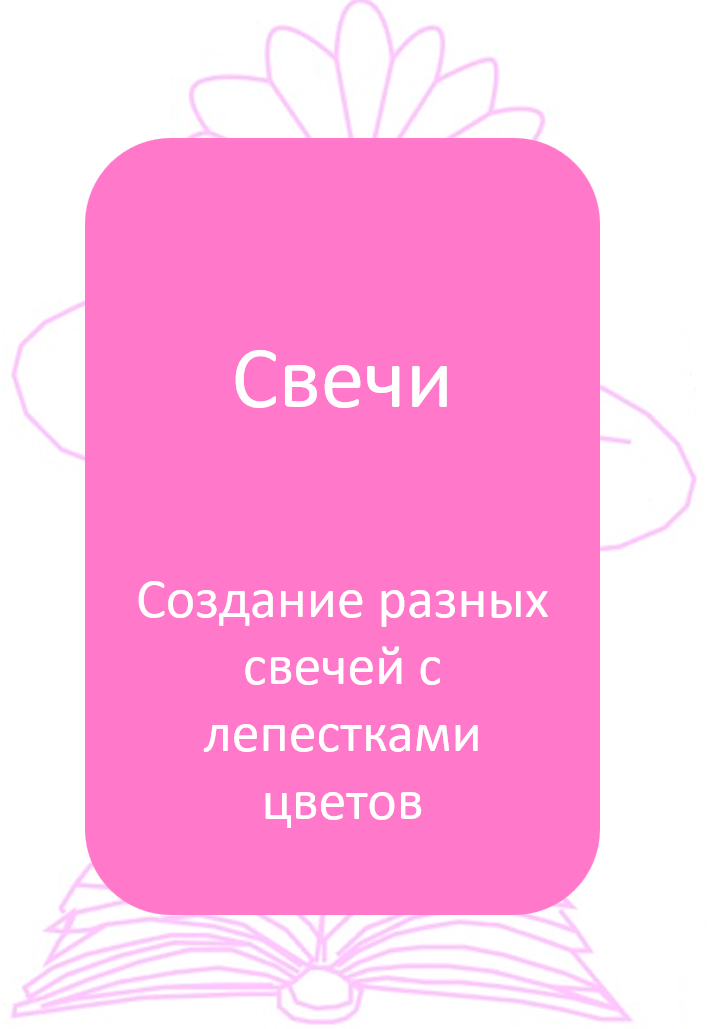 Свечи
Создание разных
свечей с
лепестками
цветов